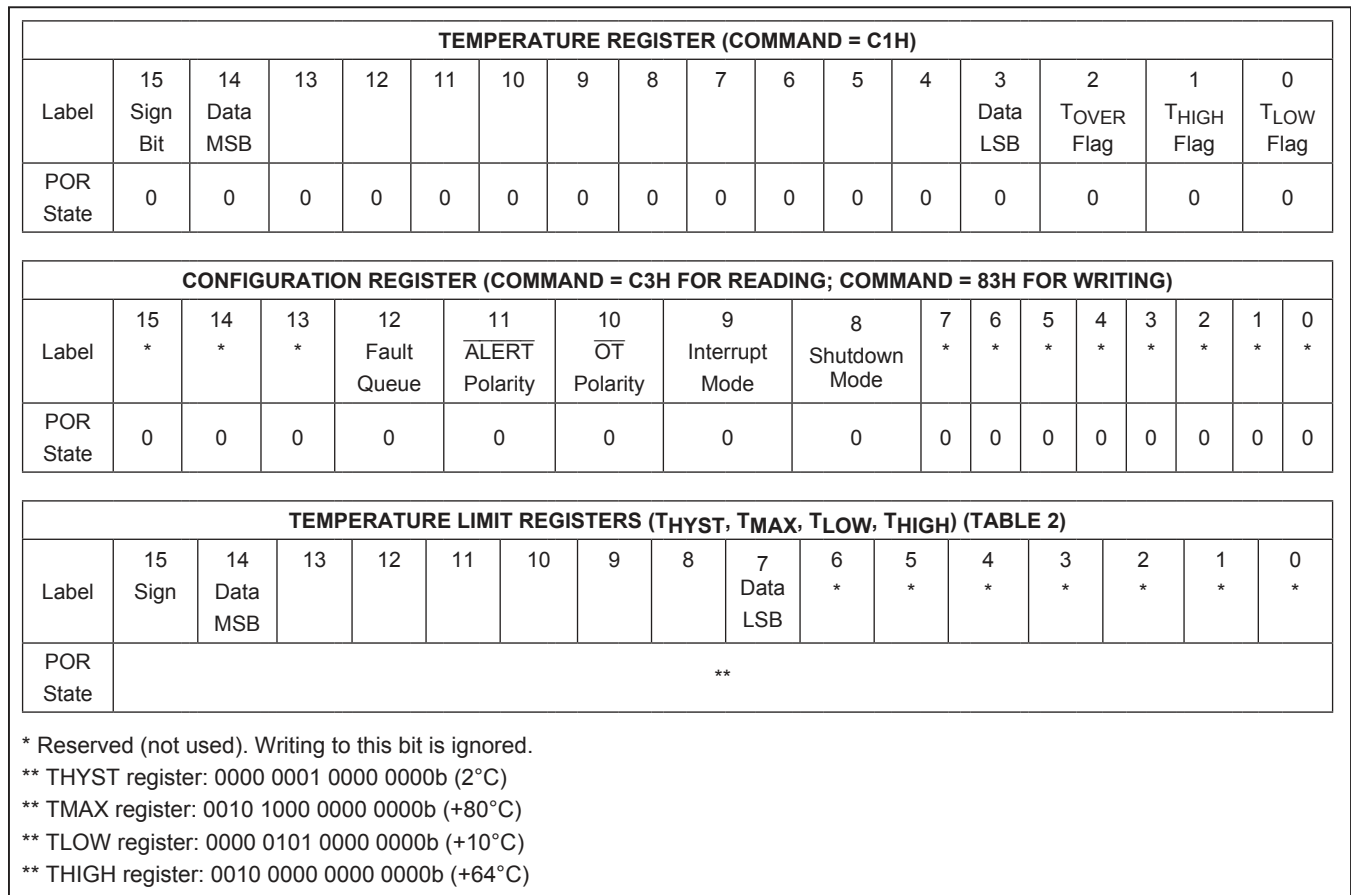 TEMPERATURE REGISTER (COMMAND = C1H)
Label 15 Sign Bit 14 Data MSB 13 12 11 10 9 8 7 6 5 4 3 Data LSB 2 TOVER Flag 1 THIGH Flag 0 TLOW Flag
POR State 0 0 0 0 0 0 0 0 0 0 0 0 0 0 0 0
CONFIGURATION REGISTER (COMMAND = C3H FOR READING; COMMAND = 83H FOR WRITING)
Label 15 * 14 * 13 * 12 Fault Queue 11 ALERT Polarity 10 OT Polarity 9 Interrupt Mode 8 Shutdown Mode 7 * 6 * 5 * 4 * 3 * 2 * 1 * 0 *
POR State 0 0 0 0 0 0 0 0 0 0 0 0 0 0 0 0
TEMPERATURE LIMIT REGISTERS (THYST, TMAX, TLOW, THIGH) (TABLE 2)
Label 15 Sign 14 Data MSB 13 12 11 10 9 8 7 Data LSB 6 * 5 * 4 * 3 * 2 * 1 * 0 *
POR State **
* Reserved (not used). Writing to this bit is ignored.
** THYST register: 0000 0001 0000 0000b (2°C)
** TMAX register: 0010 1000 0000 0000b (+80°C)
** TLOW register: 0000 0101 0000 0000b (+10°C)
** THIGH register: 0010 0000 0000 0000b (+64°C)